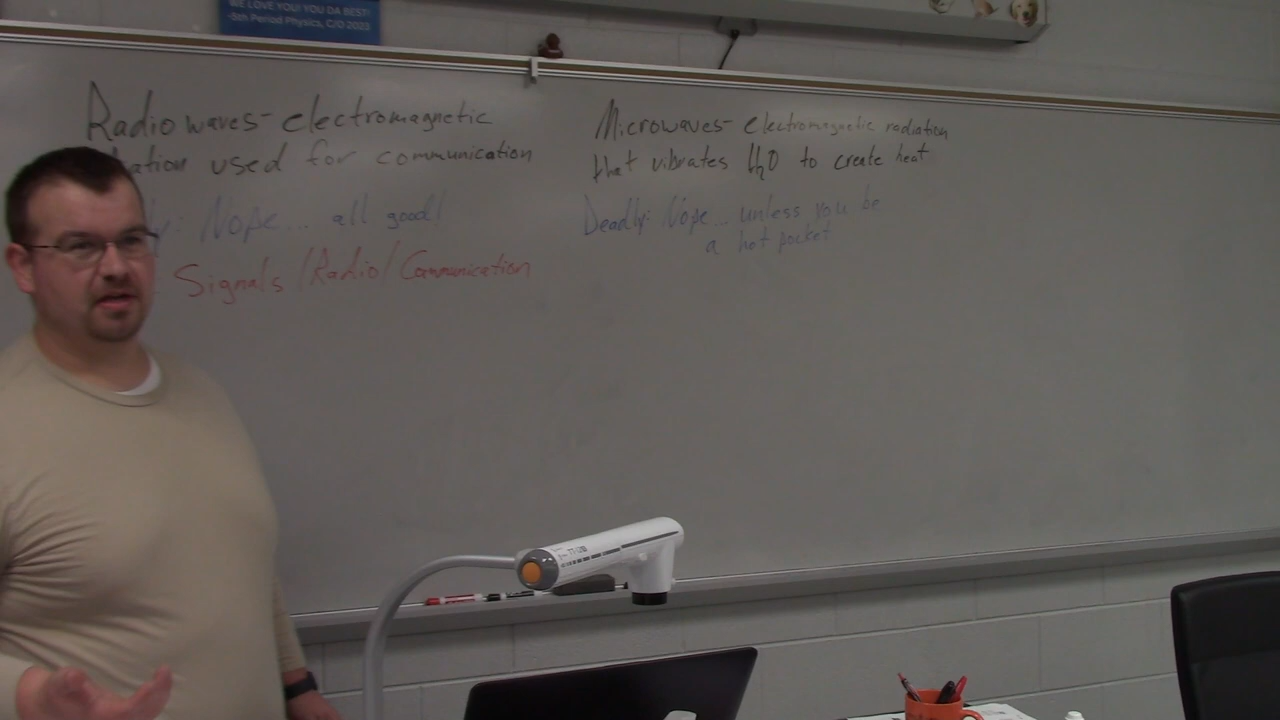 WE LOVE YOU! YOU DA BEST!
-8th Period Physics, C/O 2023
Radio waves- electromagnetic
used for communication
Nope... all good!
Signals/Radio/Communication
Microwaves- electromagnetic radiation
that vibrates H2O to create heat
Deadly: Nope... unless you be
a hot pocket